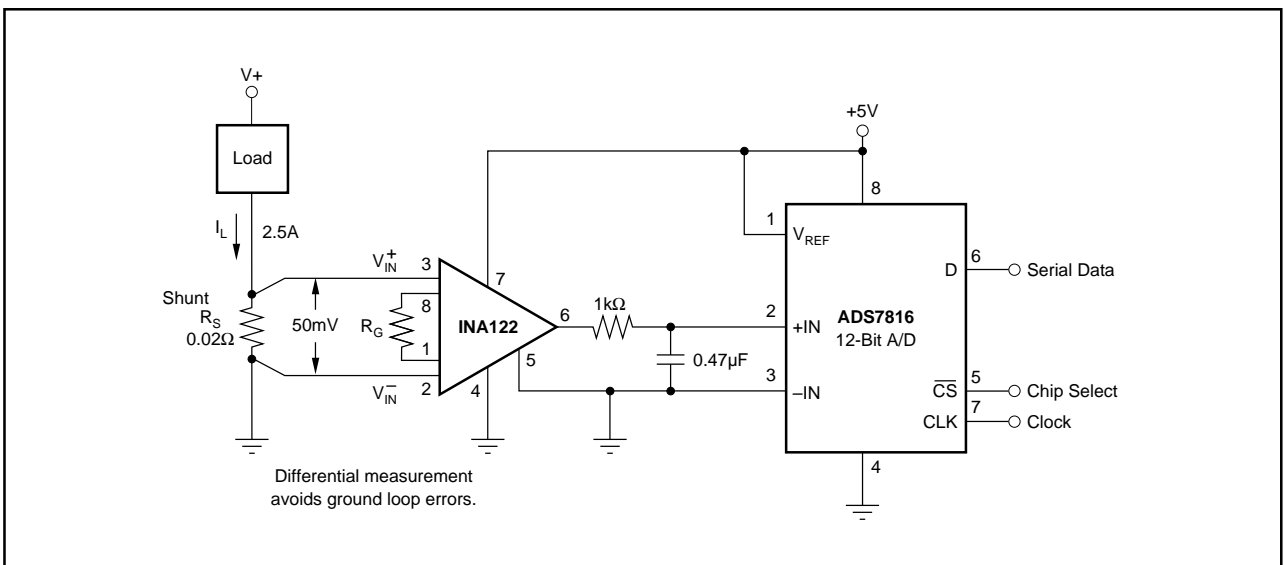 V+
Load
I_L
2.5A
Shunt
R_S
0.02Ω
50mV
V_IN^+
3
8
R_G
1
2
V_IN^–
INA122
7
6
5
4
1kΩ
0.47µF
+5V
8
1
V_REF
2
+IN
3
–IN
ADS7816
12-Bit A/D
D
6
Serial Data
C̅S̅
5
Chip Select
CLK
7
Clock
4
Differential measurement
avoids ground loop errors.